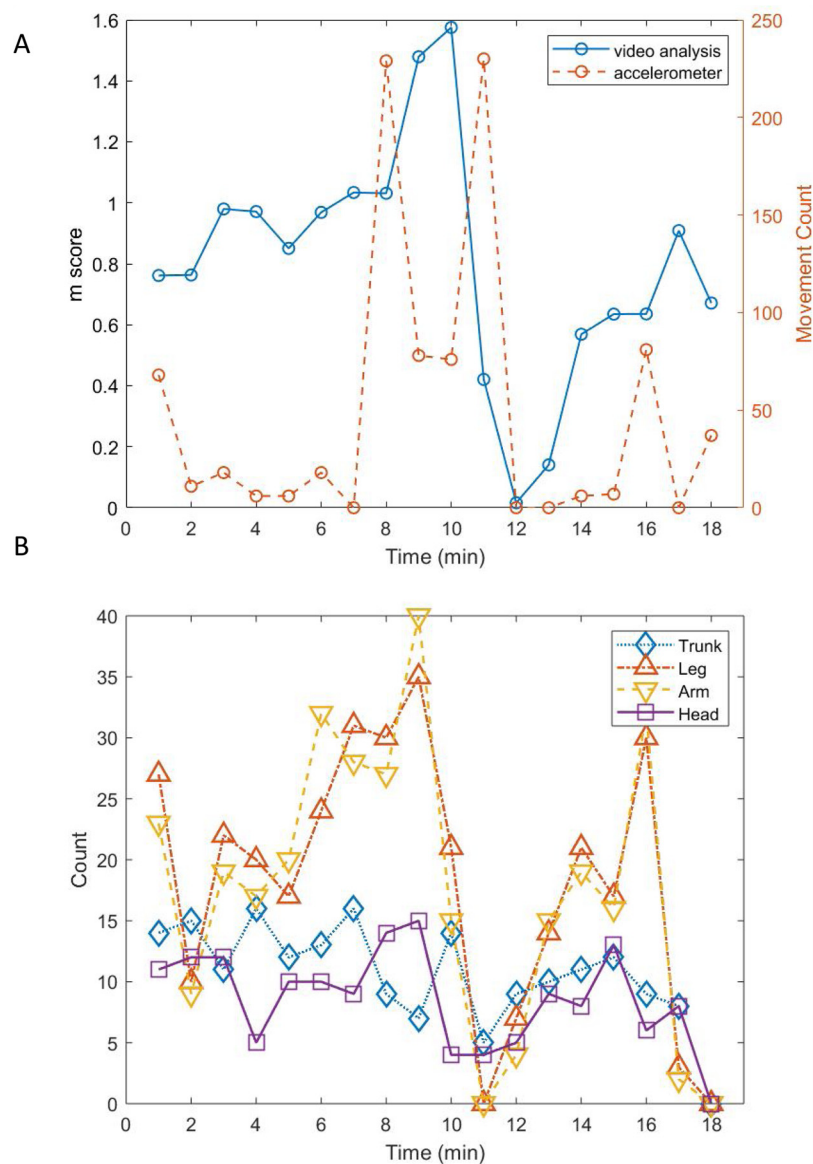 A
1.6
1.4
1.2
1
0.8
0.6
0.4
0.2
0
m score
250
200
150
100
50
0
Movement Count
video analysis
accelerometer
0 2 4 6 8 10 12 14 16 18
Time (min)
B
40
35
30
25
20
15
10
5
0
Count
Trunk
Leg
Arm
Head
0 2 4 6 8 10 12 14 16 18
Time (min)